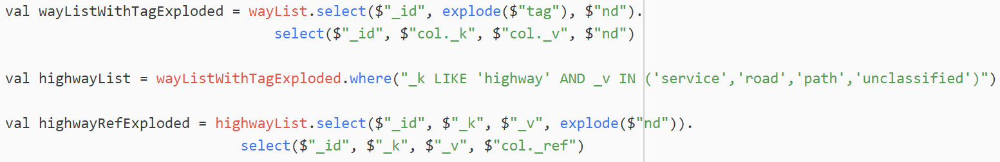 val wayListWithTagExploded = wayList.select($"_id", explode($"tag"), $"nd").
select($"_id", $"col._k", $"col._v", $"nd")
val highwayList = wayListWithTagExploded.where("_k LIKE 'highway' AND _v IN ('service','road','path','unclassified')")
val highwayRefExploded = highwayList.select($"_id", $"_k", $"_v", explode($"nd")).
select($"_id", $"_k", $"_v", $"col._ref")